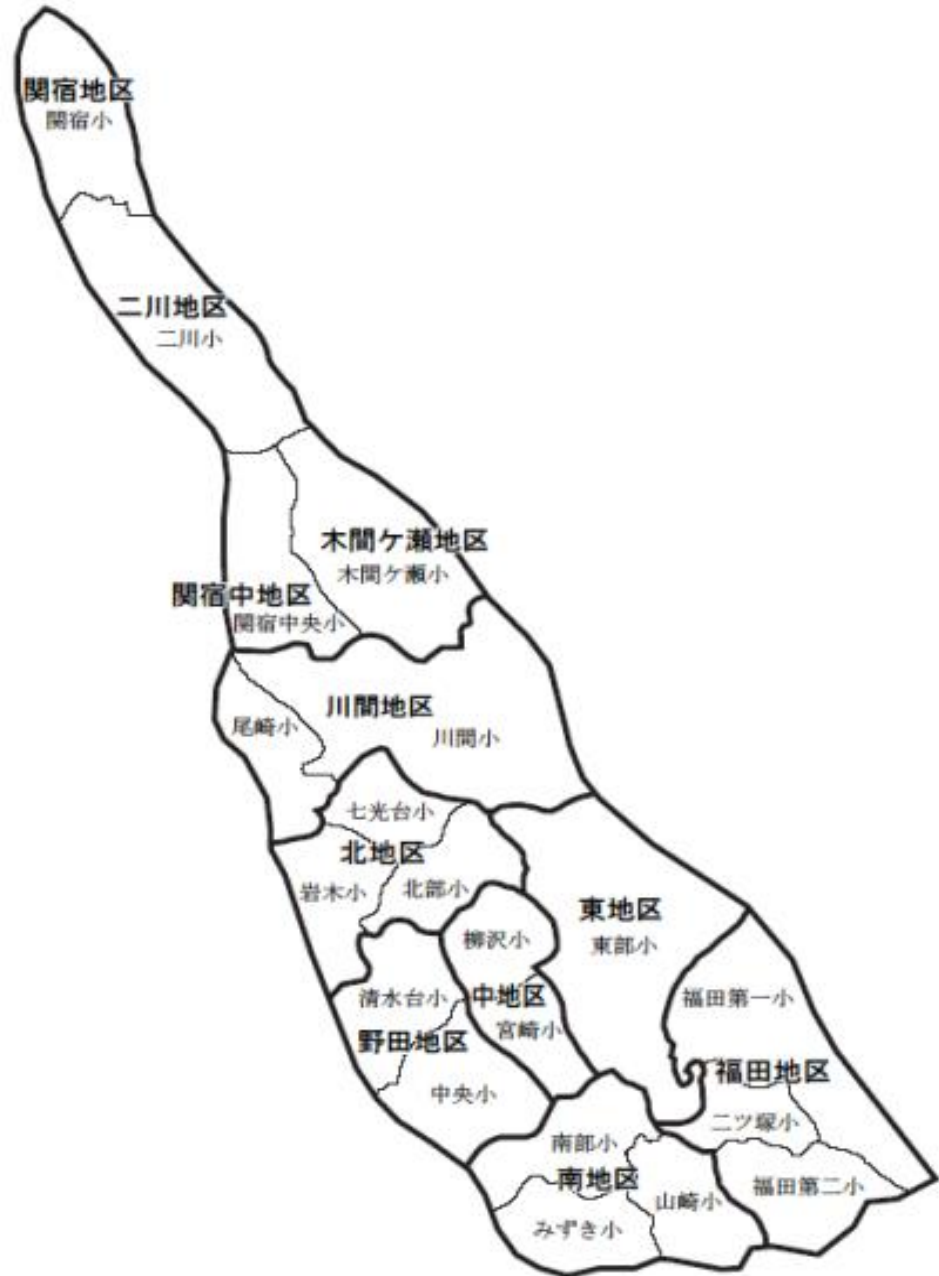 関宿地区
関宿小
二川地区
二川小
木間ケ瀬地区
木間ケ瀬小
関宿中地区
関宿中央小
川間地区
尾崎小
川間小
七光台小
北地区
岩木小
北部小
東地区
柳沢小
東部小
清水台小
中地区
福田第一小
宮崎小
野田地区
福田地区
中央小
二ツ塚小
南部小
南地区
福田第二小
山崎小
みずき小